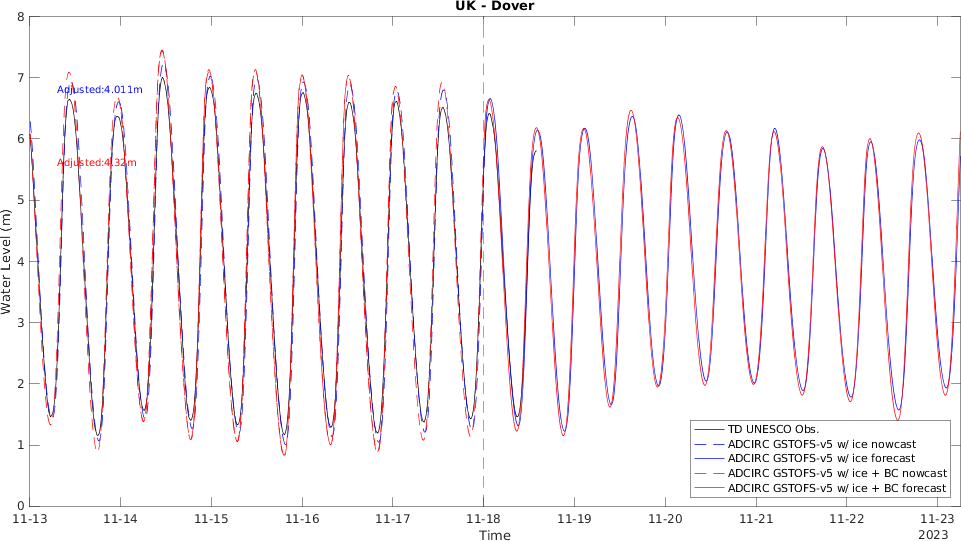 UK - Dover
8
7
6
5
4
3
2
1
0
Water Level (m)
Adjusted:4.011m
Adjusted:4.32m
TD UNESCO Obs.
ADCIRC GSTOFS-v5 w/ ice nowcast
ADCIRC GSTOFS-v5 w/ ice forecast
ADCIRC GSTOFS-v5 w/ ice + BC nowcast
ADCIRC GSTOFS-v5 w/ ice + BC forecast
11-13 11-14 11-15 11-16 11-17 11-18 11-19 11-20 11-21 11-22 11-23
Time
2023